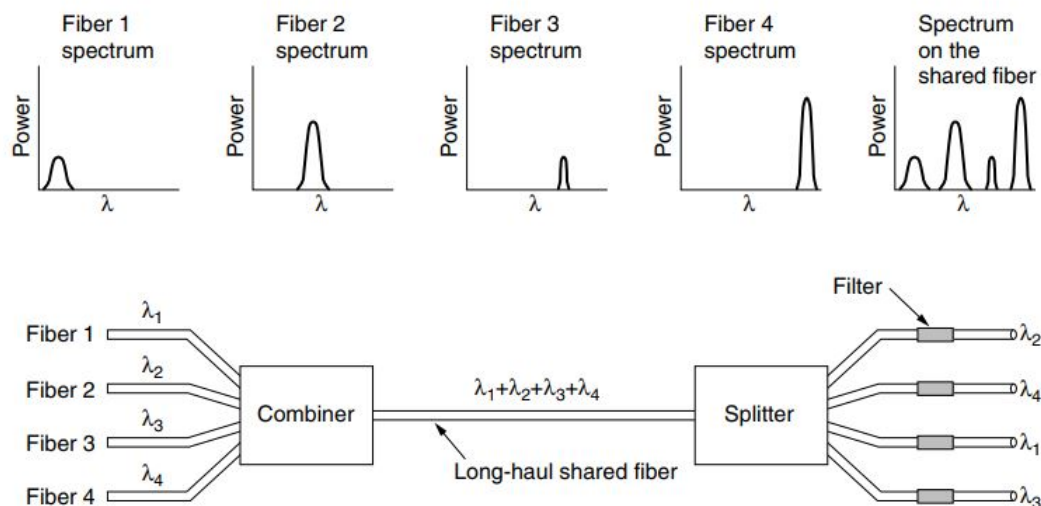 Fiber 1
spectrum
Power
λ
Fiber 2
spectrum
Power
λ
Fiber 3
spectrum
Power
λ
Fiber 4
spectrum
Power
λ
Spectrum
on the
shared fiber
Power
λ
Filter
Fiber 1
λ1
Fiber 2
λ2
Fiber 3
λ3
Fiber 4
λ4
Combiner
λ1+λ2+λ3+λ4
Long-haul shared fiber
Splitter
λ2
λ4
λ1
λ3